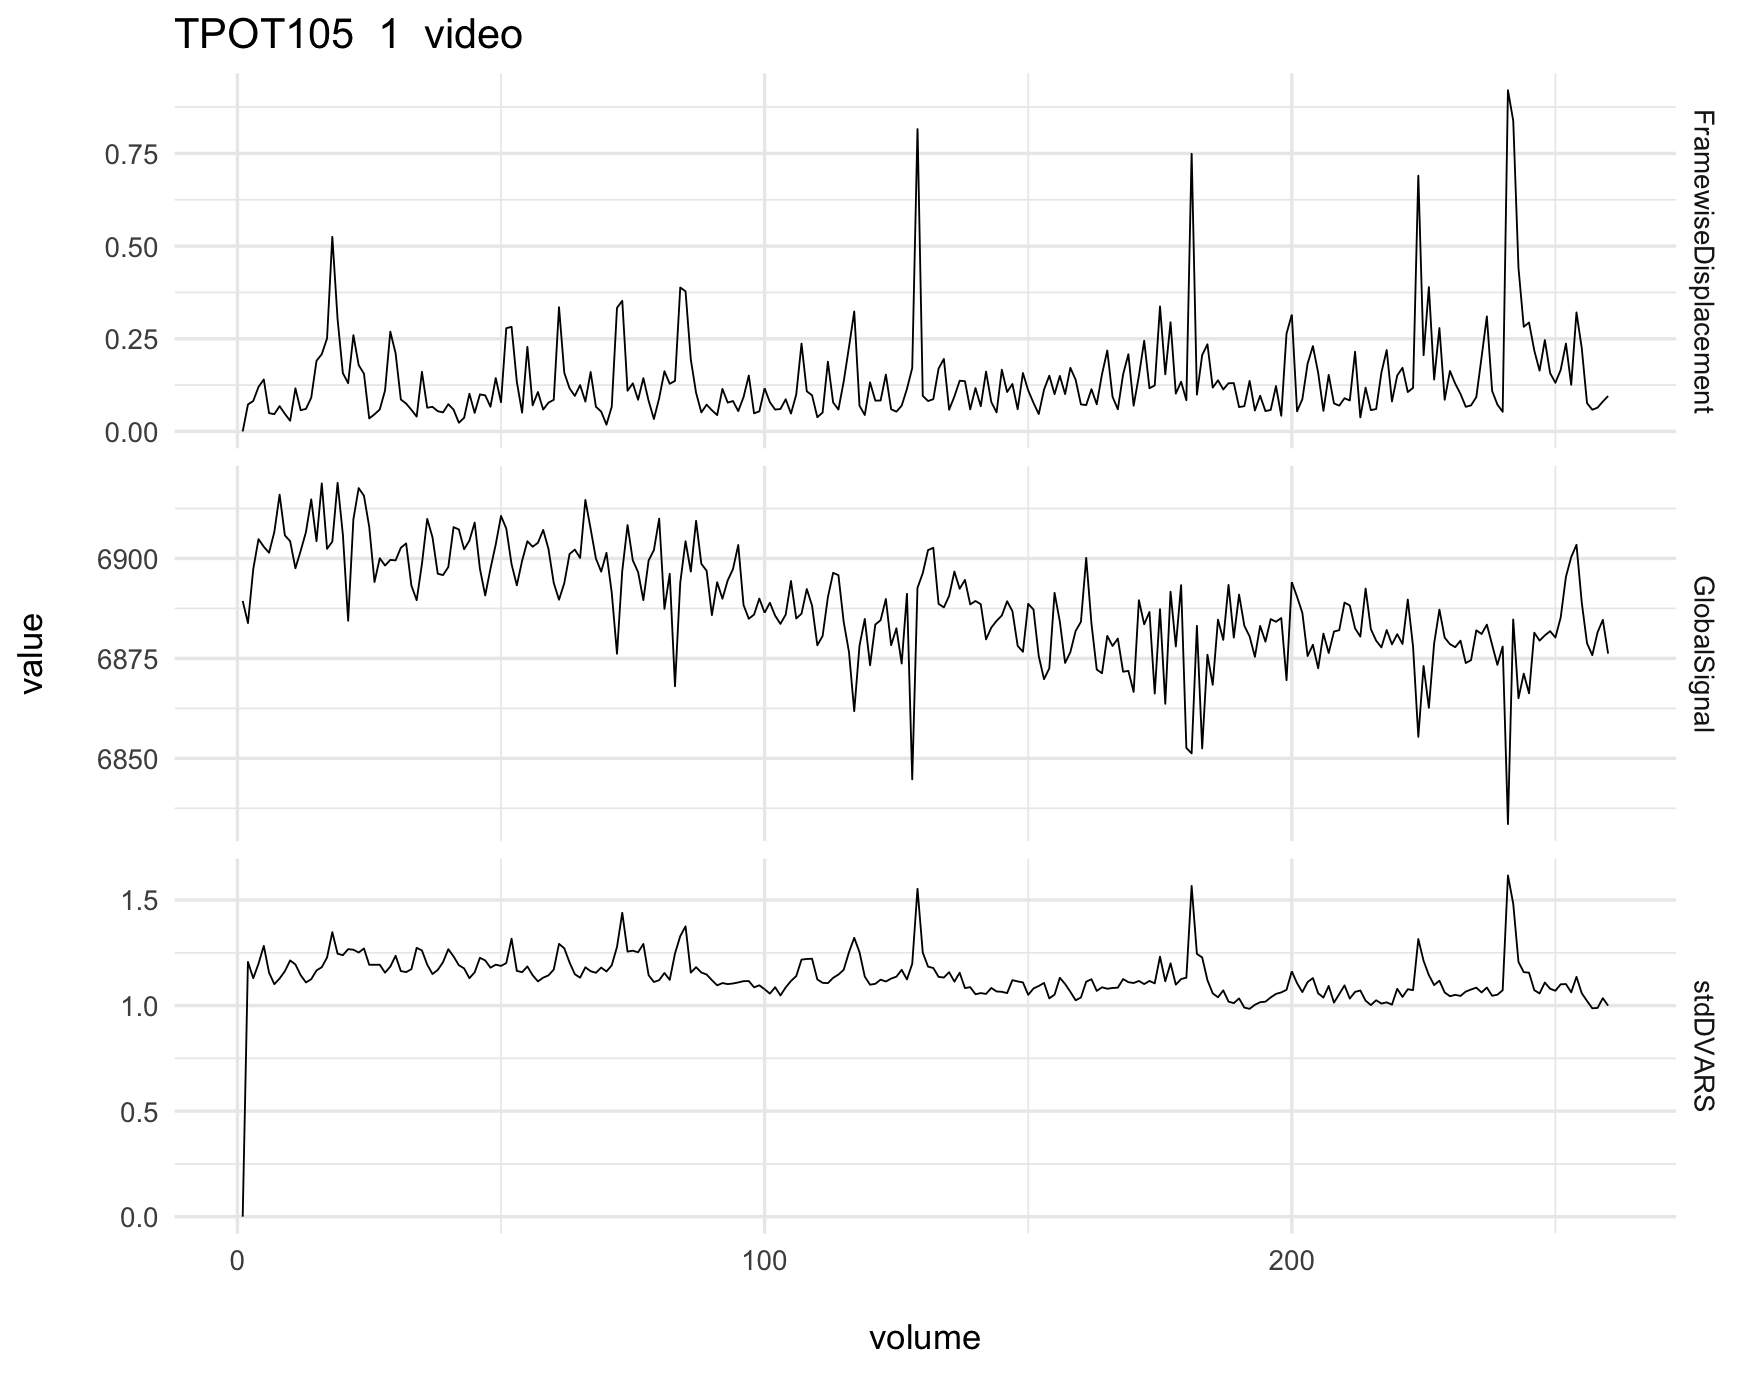 TPOT105 1 video
0.75
0.50
0.25
0.00
FramewiseDisplacement
6900
6875
6850
GlobalSignal
1.5
1.0
0.5
0.0
stdDVARS
value
0 100 200
volume